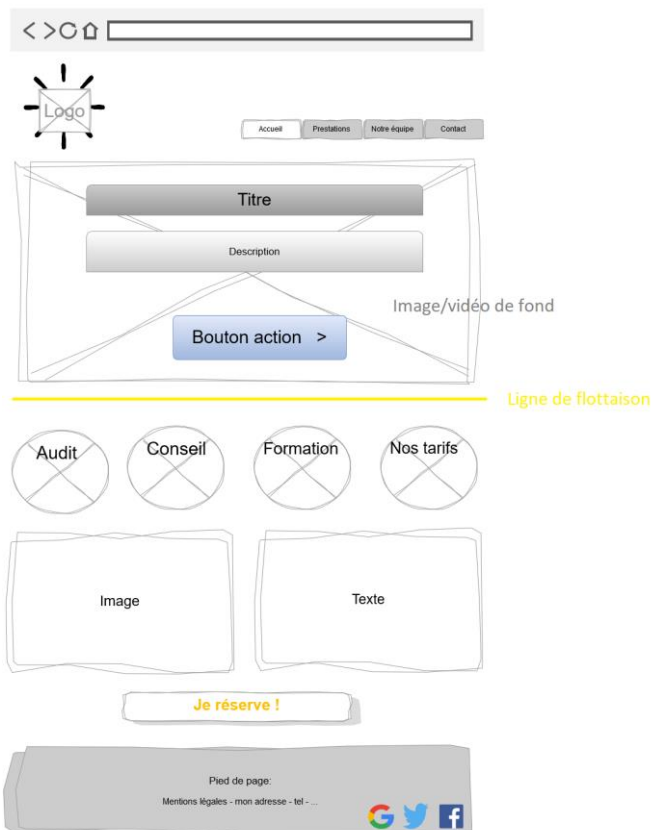 Logo
Accueil Prestations Notre équipe Contact
Titre
Description
Image/vidéo de fond
Bouton action >
Ligne de flottaison
Audit Conseil Formation Nos tarifs
Image Texte
Je réserve !
Pied de page:
Mentions légales - mon adresse - tel - ...